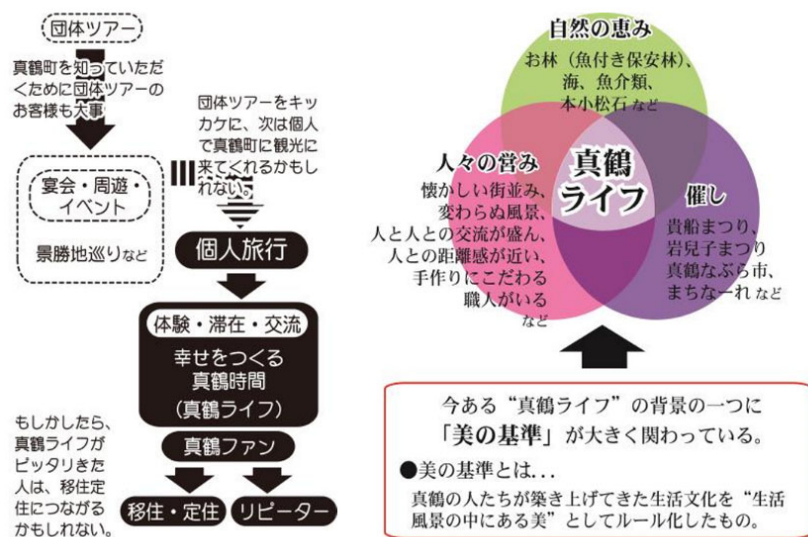 団体ツアー
真鶴町を知っていただ
くために団体ツアーの
お客様も大事
宴会・周遊・
イベント
景勝地巡りなど
団体ツアーをキッ
カケに、次は個人
で真鶴町に観光に
来てくれるかもし
れない。
個人旅行
体験・滞在・交流
幸せをつくる
真鶴時間
(真鶴ライフ)
真鶴ファン
もしかしたら、
真鶴ライフが
ピッタリきた
人は、移住定
住につながる
かもしれない。
移住・定住
リピーター
自然の恵み
お林(魚付き保安林)、
海、魚介類、
本小松石 など
人々の営み
懐かしい街並み、
変わらぬ風景、
人と人との交流が盛ん、
人との距離感が近い、
手作りにこだわる
職人がいる
など
真鶴
ライフ
催し
貴船まつり、
岩兒子まつり
真鶴なぶら市、
まちなーれ など
今ある“真鶴ライフ”の背景の一つに
「美の基準」が大きく関わっている。
●美の基準とは...
真鶴の人たちが築き上げてきた生活文化を“生活
風景の中にある美”としてルール化したもの。